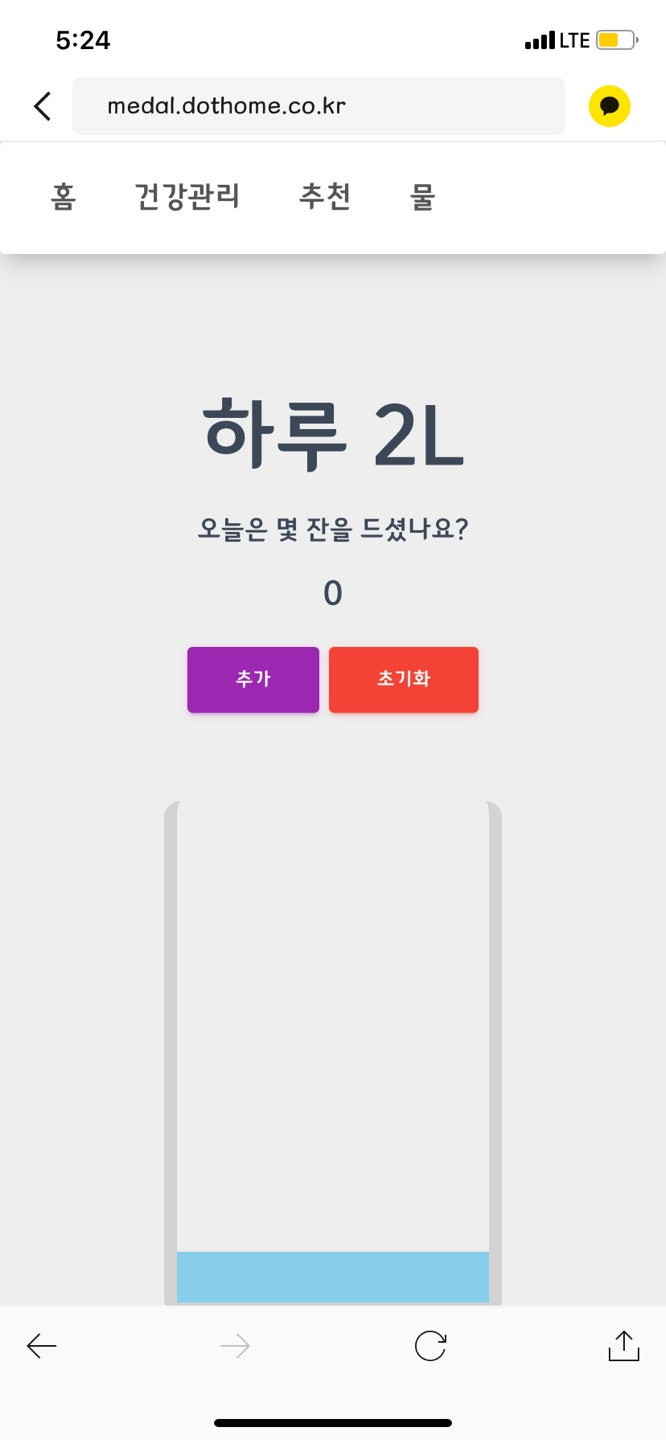 5:24
LTE
medal.dothome.co.kr
홈 건강관리 추천 물
하루 2L
오늘은 몇 잔을 드셨나요?
0
추가 초기화